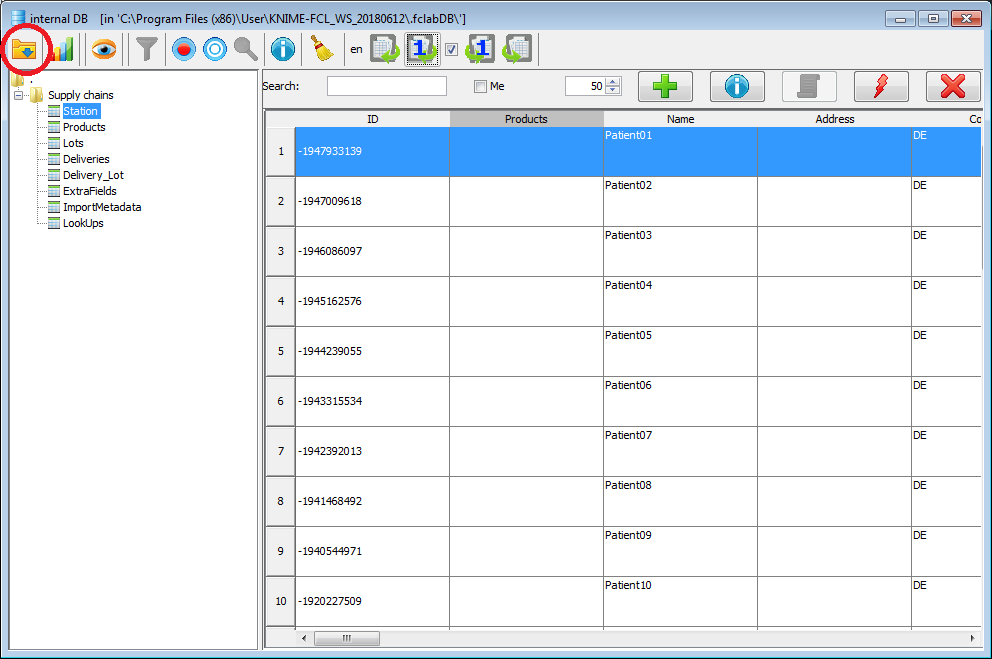 internal DB [in 'C:\Program Files (x86)\User\KNIME-FCL_WS_20180612\.fclabDB\']
en 1 1
.
Supply chains
Station
Products
Lots
Deliveries
Delivery_Lot
ExtraFields
ImportMetadata
LookUps
Search: Me 50
ID Products Name Address Co
1 -1947933139 Patient01 DE
2 -1947009618 Patient02 DE
3 -1946086097 Patient03 DE
4 -1945162576 Patient04 DE
5 -1944239055 Patient05 DE
6 -1943315534 Patient06 DE
7 -1942392013 Patient07 DE
8 -1941468492 Patient08 DE
9 -1940544971 Patient09 DE
10 -1920227509 Patient10 DE